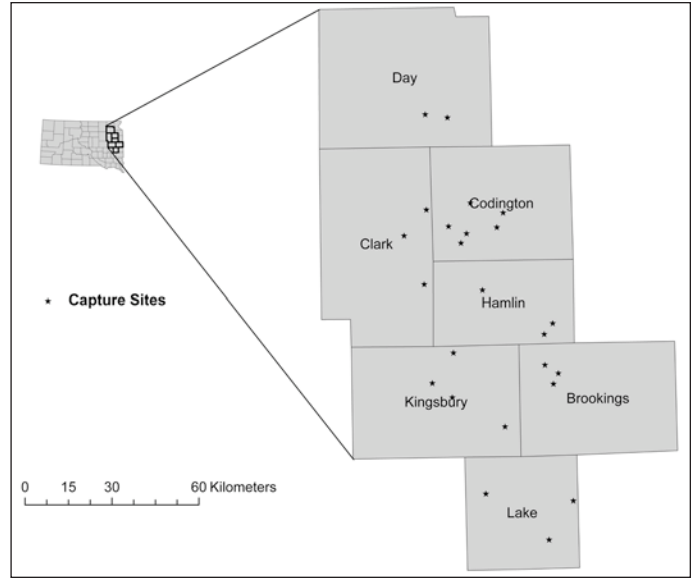 Day
Codington
Clark
Hamlin
Capture Sites
Kingsbury
Brookings
0 15 30 60 Kilometers
Lake